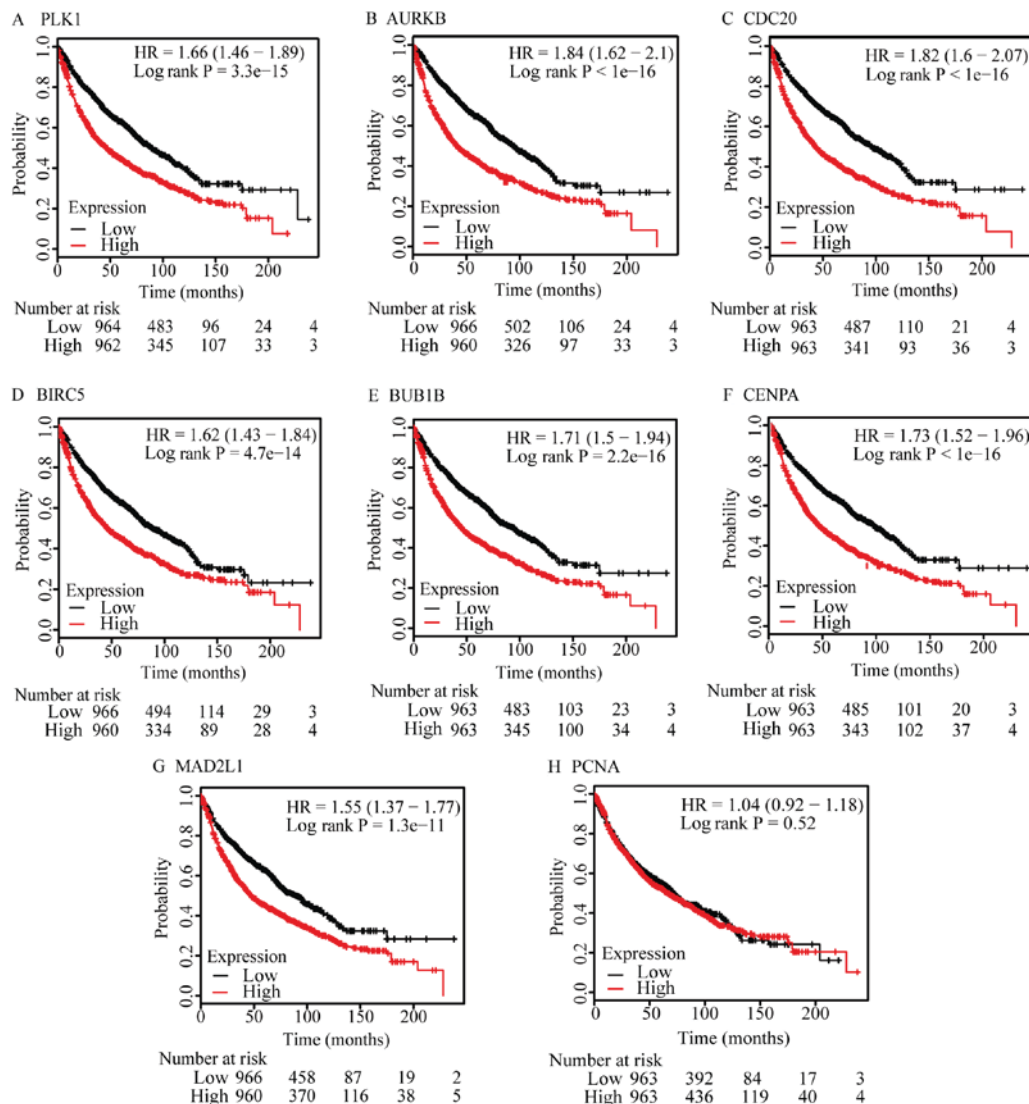 A PLK1
HR = 1.66 (1.46 − 1.89)
Log rank P = 3.3e−15
Probability
1.0
0.8
0.6
0.4
0.2
0.0
Expression
Low
High
0 50 100 150 200
Time (months)
Number at risk
Low 964 483 96 24 4
High 962 345 107 33 3
B AURKB
HR = 1.84 (1.62 − 2.1)
Log rank P < 1e−16
Probability
1.0
0.8
0.6
0.4
0.2
0.0
Expression
Low
High
0 50 100 150 200
Time (months)
Number at risk
Low 966 502 106 24 4
High 960 326 97 33 3
C CDC20
HR = 1.82 (1.6 − 2.07)
Log rank P < 1e−16
Probability
1.0
0.8
0.6
0.4
0.2
0.0
Expression
Low
High
0 50 100 150 200
Time (months)
Number at risk
Low 963 487 110 21 4
High 963 341 93 36 3
D BIRC5
HR = 1.62 (1.43 − 1.84)
Log rank P = 4.7e−14
Probability
1.0
0.8
0.6
0.4
0.2
0.0
Expression
Low
High
0 50 100 150 200
Time (months)
Number at risk
Low 966 494 114 29 3
High 960 334 89 28 4
E BUB1B
HR = 1.71 (1.5 − 1.94)
Log rank P = 2.2e−16
Probability
1.0
0.8
0.6
0.4
0.2
0.0
Expression
Low
High
0 50 100 150 200
Time (months)
Number at risk
Low 963 483 103 23 3
High 963 345 100 34 4
F CENPA
HR = 1.73 (1.52 − 1.96)
Log rank P < 1e−16
Probability
1.0
0.8
0.6
0.4
0.2
0.0
Expression
Low
High
0 50 100 150 200
Time (months)
Number at risk
Low 963 485 101 20 3
High 963 343 102 37 4
G MAD2L1
HR = 1.55 (1.37 − 1.77)
Log rank P = 1.3e−11
Probability
1.0
0.8
0.6
0.4
0.2
0.0
Expression
Low
High
0 50 100 150 200
Time (months)
Number at risk
Low 966 458 87 19 2
High 960 370 116 38 5
H PCNA
HR = 1.04 (0.92 − 1.18)
Log rank P = 0.52
Probability
1.0
0.8
0.6
0.4
0.2
0.0
Expression
Low
High
0 50 100 150 200
Time (months)
Number at risk
Low 963 392 84 17 3
High 963 436 119 40 4